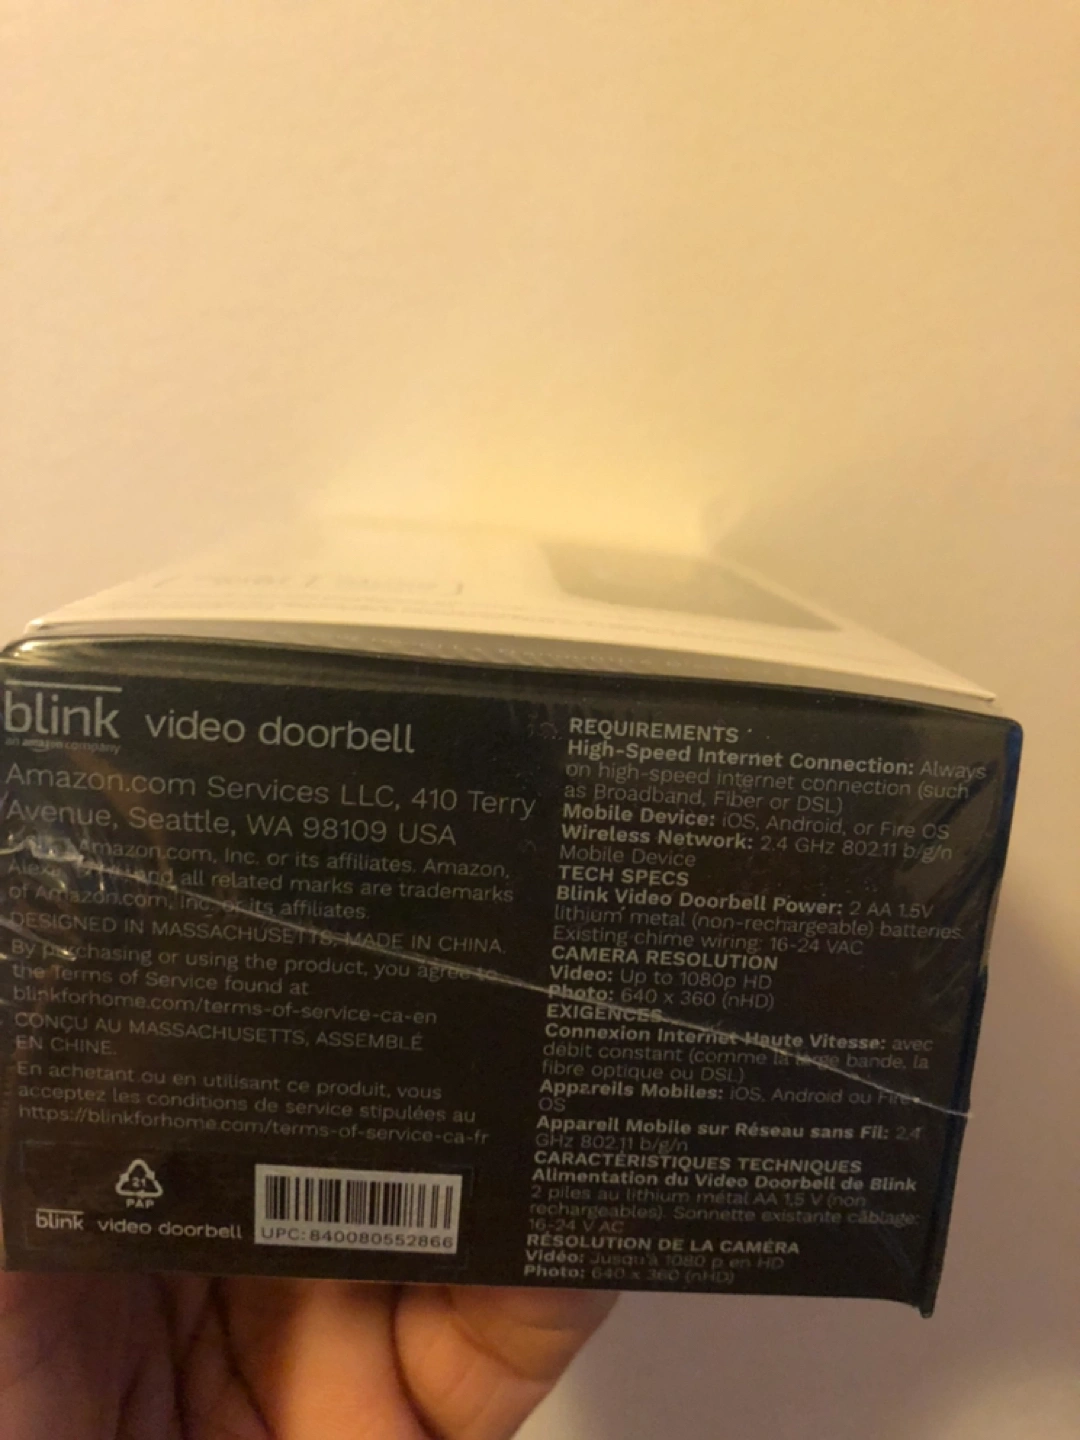 blink video doorbell
an amazon company
Amazon.com Services LLC, 410 Terry
Avenue, Seattle, WA 98109 USA
Amazon.com, Inc. or its affiliates. Amazon,
and all related marks are trademarks
of Amazon.com, Inc. or its affiliates.
DESIGNED IN MASSACHUSETTS, MADE IN CHINA.
By purchasing or using the product, you agree to
the Terms of Service found at
blinkforhome.com/terms-of-service-ca-en
CONÇU AU MASSACHUSETTS, ASSEMBLÉ
EN CHINE.
En achetant ou en utilisant ce produit, vous
acceptez les conditions de service stipulées au
https://blinkforhome.com/terms-of-service-ca-fr
21
PAP
blink video doorbell
UPC: 840080552866
REQUIREMENTS
High-Speed Internet Connection: Always
on high-speed internet connection (such
as Broadband, Fiber or DSL)
Mobile Device: iOS, Android, or Fire OS
Wireless Network: 2.4 GHz 802.11 b/g/n
Mobile Device
TECH SPECS
Blink Video Doorbell Power: 2 AA 1.5V
lithium metal (non-rechargeable) batteries.
Existing chime wiring: 16-24 VAC
CAMERA RESOLUTION
Video: Up to 1080p HD
Photo: 640 x 360 (nHD)
EXIGENCES
Connexion Internet Haute Vitesse: avec
débit constant (comme la large bande, la
fibre optique ou DSL)
Appareils Mobiles: iOS, Android ou Fire
OS
Appareil Mobile sur Réseau sans Fil: 2.4
GHz 802.11 b/g/n
CARACTÉRISTIQUES TECHNIQUES
Alimentation du Video Doorbell de Blink
2 piles au lithium métal AA 1,5 V (non
rechargeables). Sonnette existante câblage:
16-24 V AC
RÉSOLUTION DE LA CAMÉRA
Vidéo: Jusqu'à 1080 p en HD
Photo: 640 x 360 (nHD)